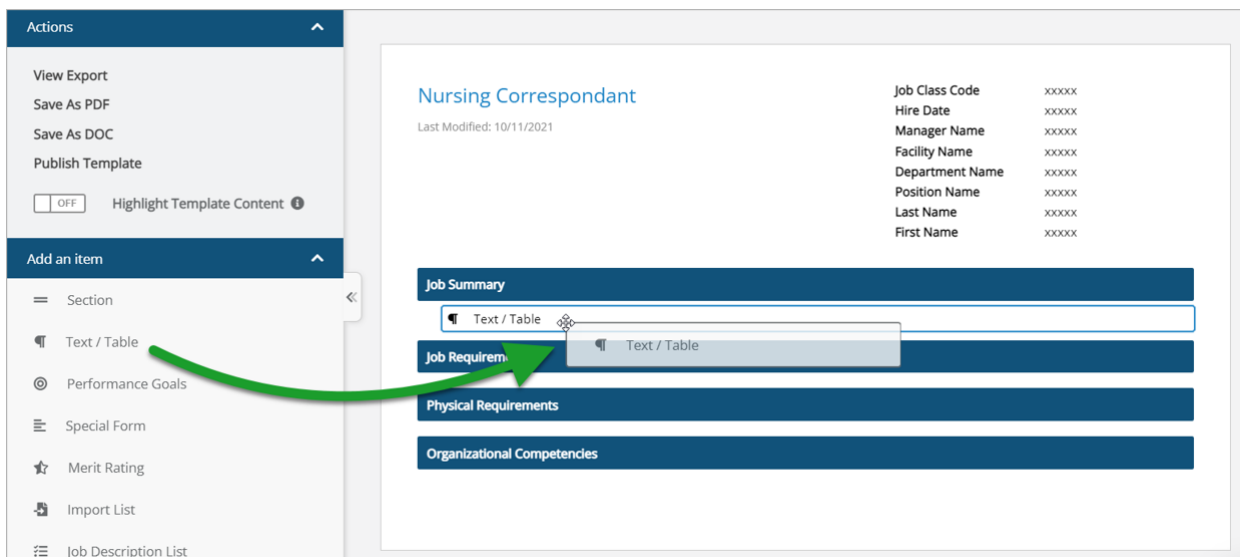 Actions
View Export
Save As PDF
Save As DOC
Publish Template
OFF Highlight Template Content
Add an item
Section
Text / Table
Performance Goals
Special Form
Merit Rating
Import List
Job Description List
Nursing Correspondant
Last Modified: 10/11/2021
Job Class Code xxxxx
Hire Date xxxxx
Manager Name xxxxx
Facility Name xxxxx
Department Name xxxxx
Position Name xxxxx
Last Name xxxxx
First Name xxxxx
Job Summary
¶ Text / Table
¶ Text / Table
Job Requirem
Physical Requirements
Organizational Competencies